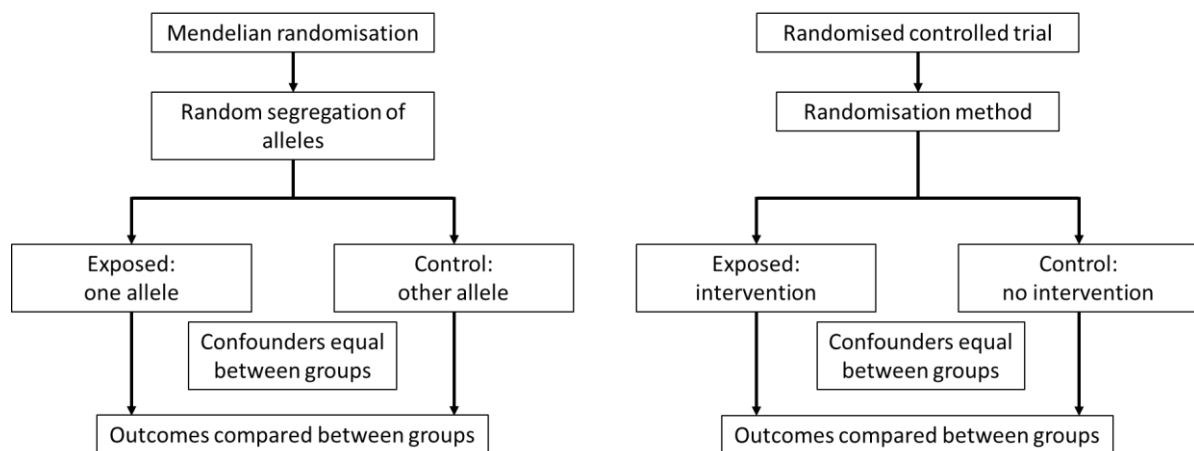 Mendelian randomisation
Random segregation of
alleles
Exposed:
one allele
Control:
other allele
Confounders equal
between groups
Outcomes compared between groups
Randomised controlled trial
Randomisation method
Exposed:
intervention
Control:
no intervention
Confounders equal
between groups
Outcomes compared between groups